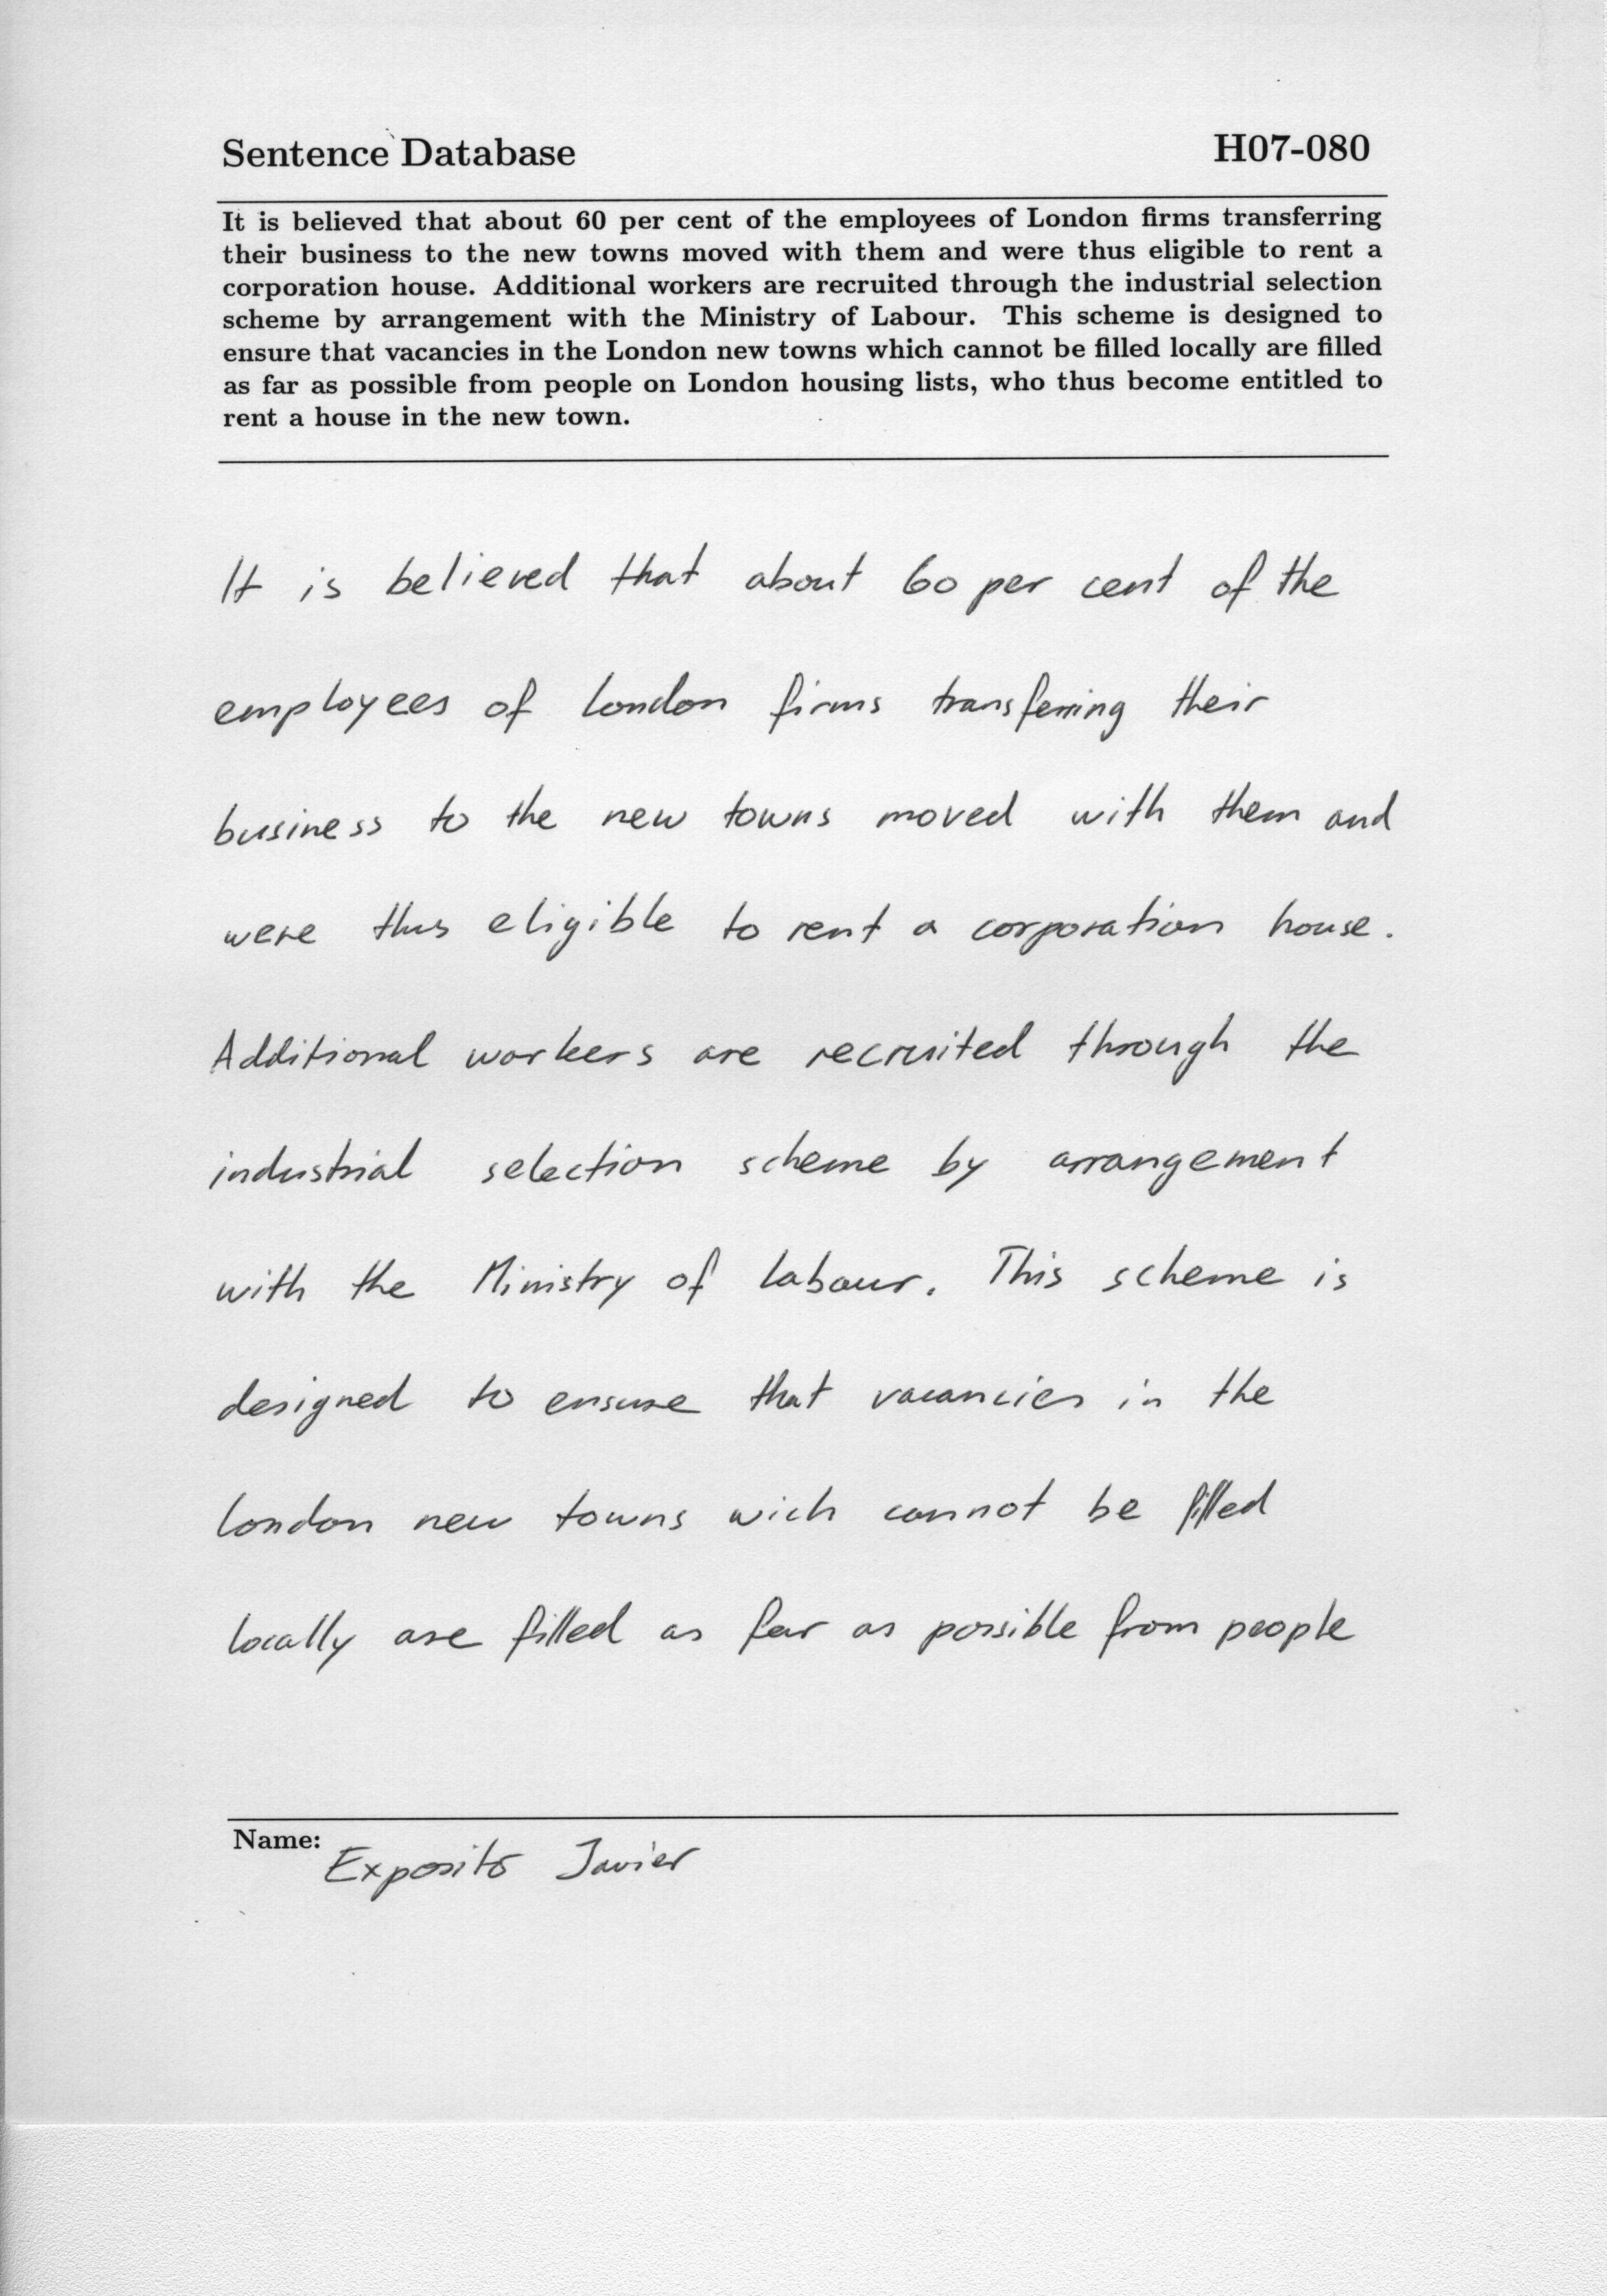 Sentence Database
H07-080
It is believed that about 60 per cent of the employees of London firms transferring
their business to the new towns moved with them and were thus eligible to rent a
corporation house. Additional workers are recruited through the industrial selection
scheme by arrangement with the Ministry of Labour. This scheme is designed to
ensure that vacancies in the London new towns which cannot be filled locally are filled
as far as possible from people on London housing lists, who thus become entitled to
rent a house in the new town.
It is believed that about 60 per cent of the
employees of London firms transferring their
business to the new towns moved with them and
were thus eligible to rent a corporation house.
Additional workers are recruited through the
industrial selection scheme by arrangement
with the Ministry of Labour. This scheme is
designed to ensure that vacancies in the
London new towns wich cannot be filled
locally are filled as far as possible from people
Name:
Exposito Javier